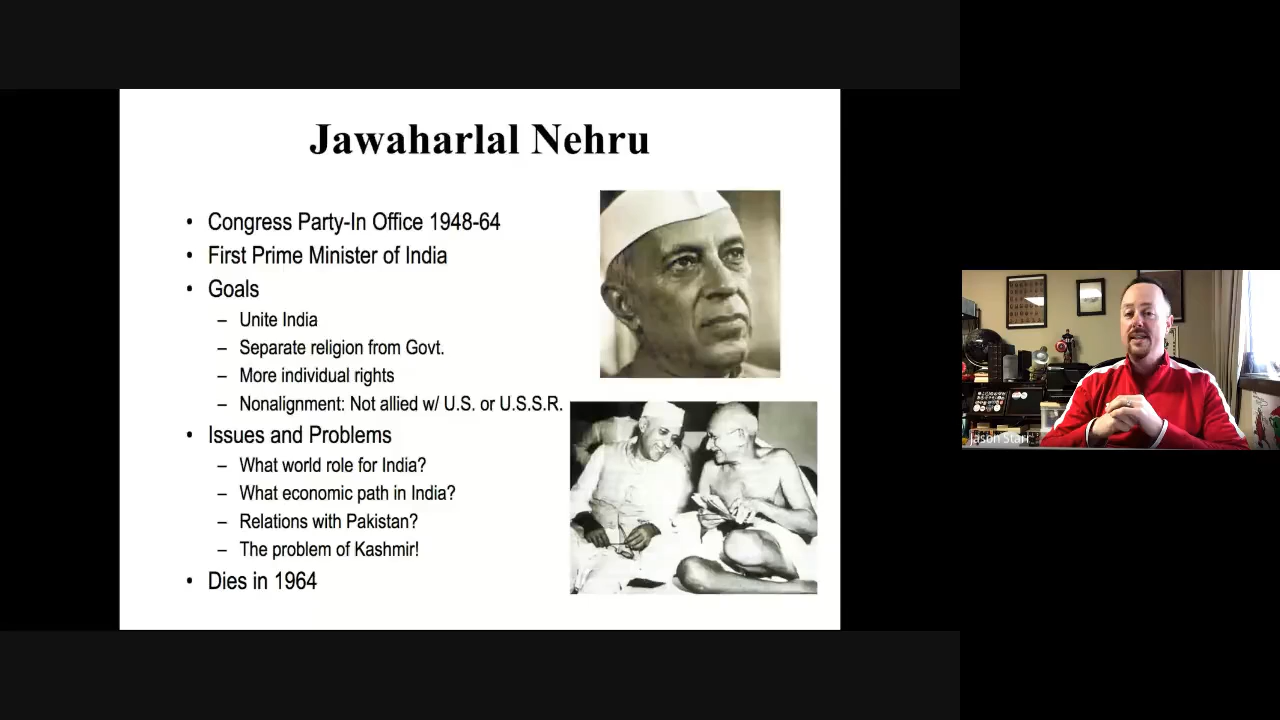 Jawaharlal Nehru
• Congress Party-In Office 1948-64
• First Prime Minister of India
• Goals
– Unite India
– Separate religion from Govt.
– More individual rights
– Nonalignment: Not allied w/ U.S. or U.S.S.R.
• Issues and Problems
– What world role for India?
– What economic path in India?
– Relations with Pakistan?
– The problem of Kashmir!
• Dies in 1964
Jason Starr